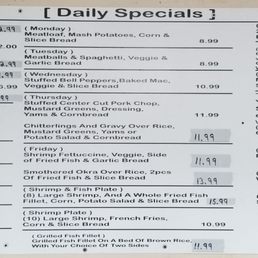 * [ Daily Specials ]
( Monday )
Meatloaf, Mash Potatoes, Corn &
Slice Bread 8.99
( Tuesday )
Meatballs & Spaghetti, Veggie &
Garlic Bread 8.99
( Wednesday )
Stuffed Bell Peppers, Baked Mac,
Veggie & Slice Bread 10.99
( Thursday )
Stuffed Center Cut Pork Chop,
Mustard Greens, Dressing,
Yams & Cornbread 11.99
Chitterlings And Gravy Over Rice,
Mustard Greens, Yams or
Potato Salad & Cornbread 11.99
( Friday )
Shrimp Fettuccine, Veggie, Side
of Fried Fish & Garlic Bread 11.99
Smothered Okra Over Rice, 2pcs
Of Fried Fish & Slice Bread 13.99
( Shrimp & Fish Plate )
(8) Large Shrimp, And A Whole Fried Fish
Fillet, Corn, Potato Salad & Slice Bread 15.99
( Shrimp Plate )
(10) Large Shrimp, French Fries,
Corn & Slice Bread 10.99
( Grilled Fish Fillet )
Grilled Fish Fillet On A Bed Of Brown Rice,
With Your Choice Of Two Sides 11.99